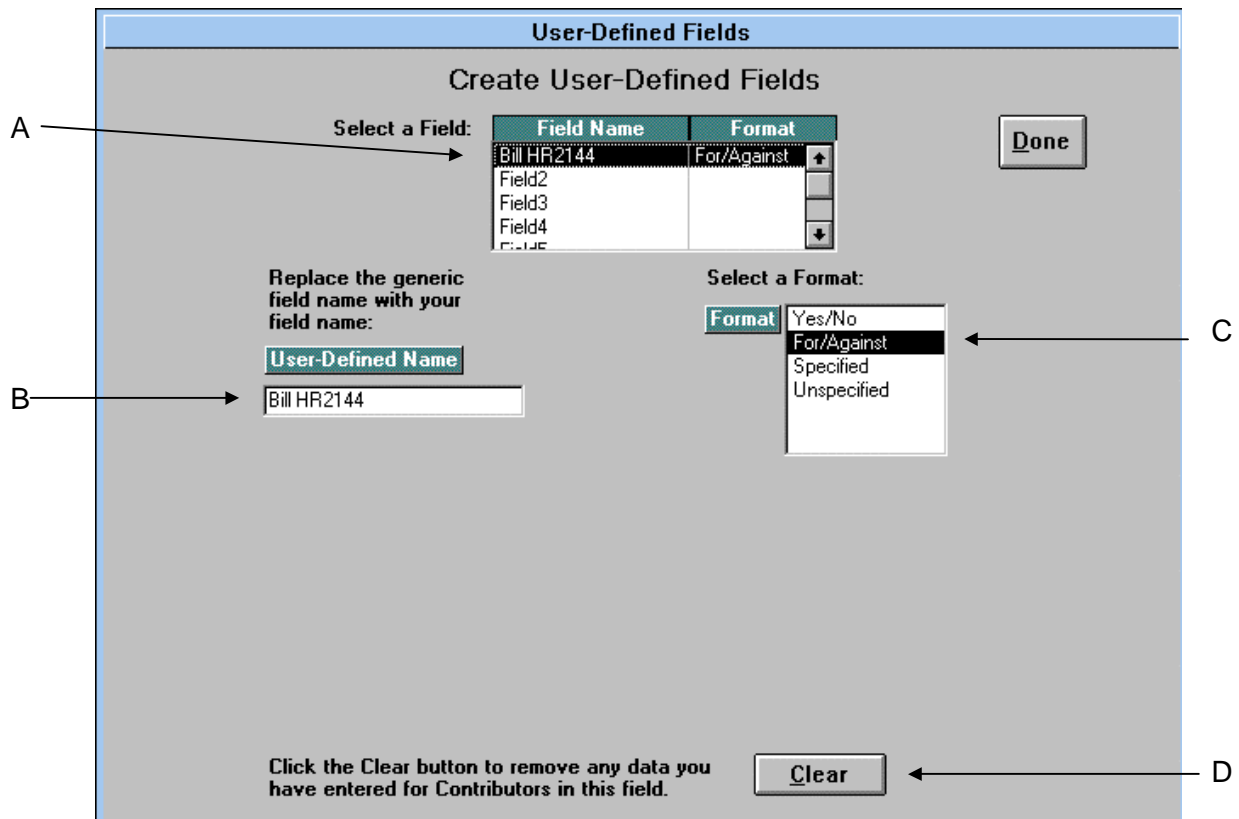 User-Defined Fields
Create User-Defined Fields
A
Select a Field:
Field Name Format
Bill HR2144 For/Against
Field2
Field3
Field4
Field5
Done
Replace the generic
field name with your
field name:
User-Defined Name
B
Bill HR2144
Select a Format:
Format
Yes/No
For/Against
Specified
Unspecified
C
Click the Clear button to remove any data you
have entered for Contributors in this field.
Clear
D